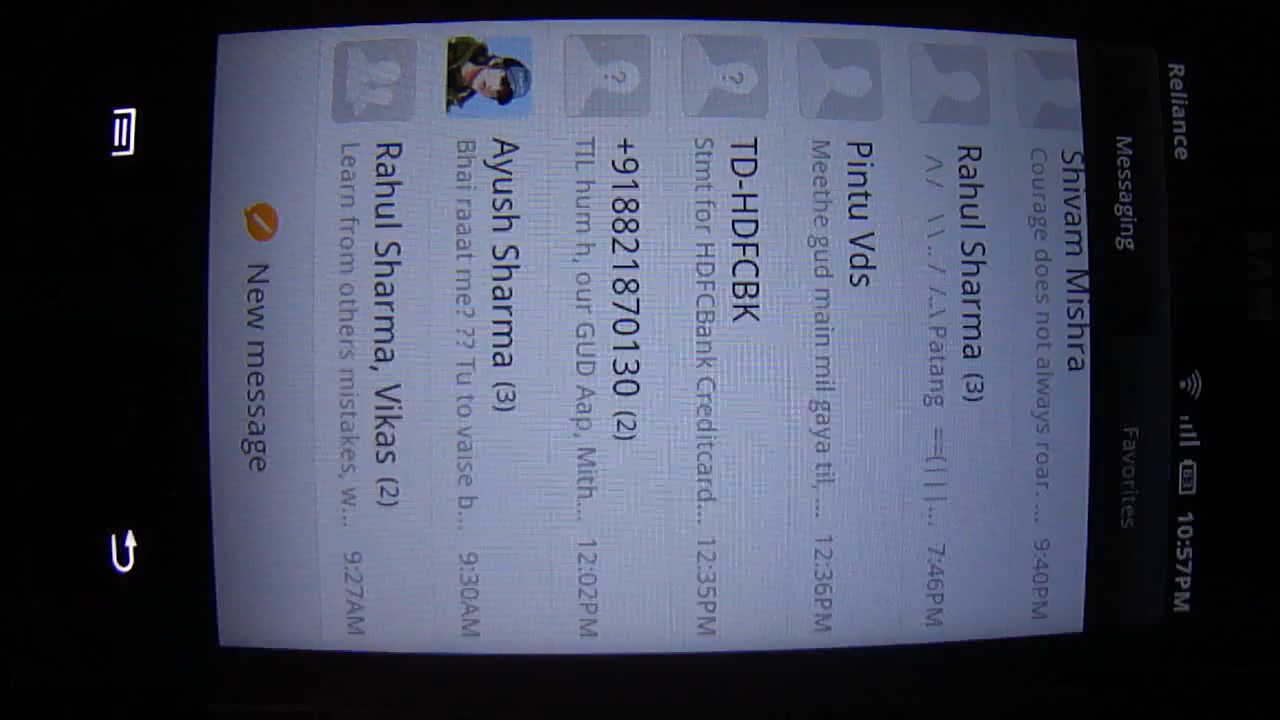 Reliance 63 10:57PM
Messaging Favorites
Shivam Mishra
Courage does not always roar. ... 9:40PM
Rahul Sharma (3)
/\ / \ \ .. / /..\ Patang ==( | | |... 7:46PM
Pintu Vds
Meethe gud main mil gaya til, ... 12:36PM
TD-HDFCBK
Stmt for HDFCBank Creditcard... 12:35PM
+918821870130 (2)
TIL hum h, our GUD Aap, Mith... 12:02PM
Ayush Sharma (3)
Bhai raaat me? ?? Tu to vaise b... 9:30AM
Rahul Sharma, Vikas (2)
Learn from others mistakes, w... 9:27AM
New message